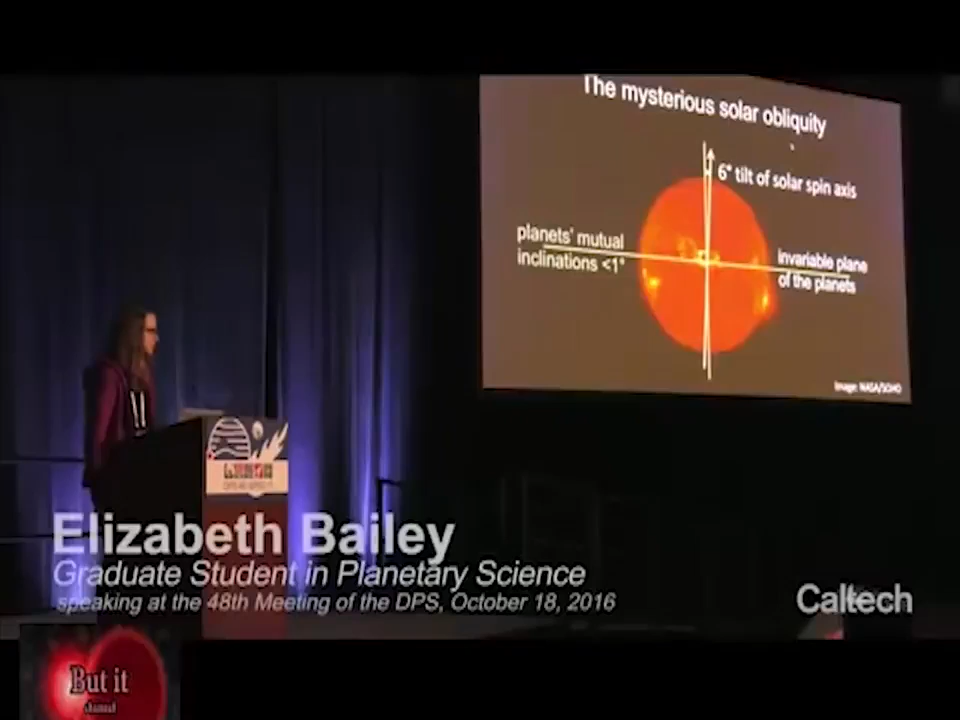 The mysterious solar obliquity
6° tilt of solar spin axis
planets' mutual
inclinations <1°
invariable plane
of the planets
Image: NASA/SOHO
Elizabeth Bailey
Graduate Student in Planetary Science
speaking at the 48th Meeting of the DPS, October 18, 2016
Caltech
But it
channel